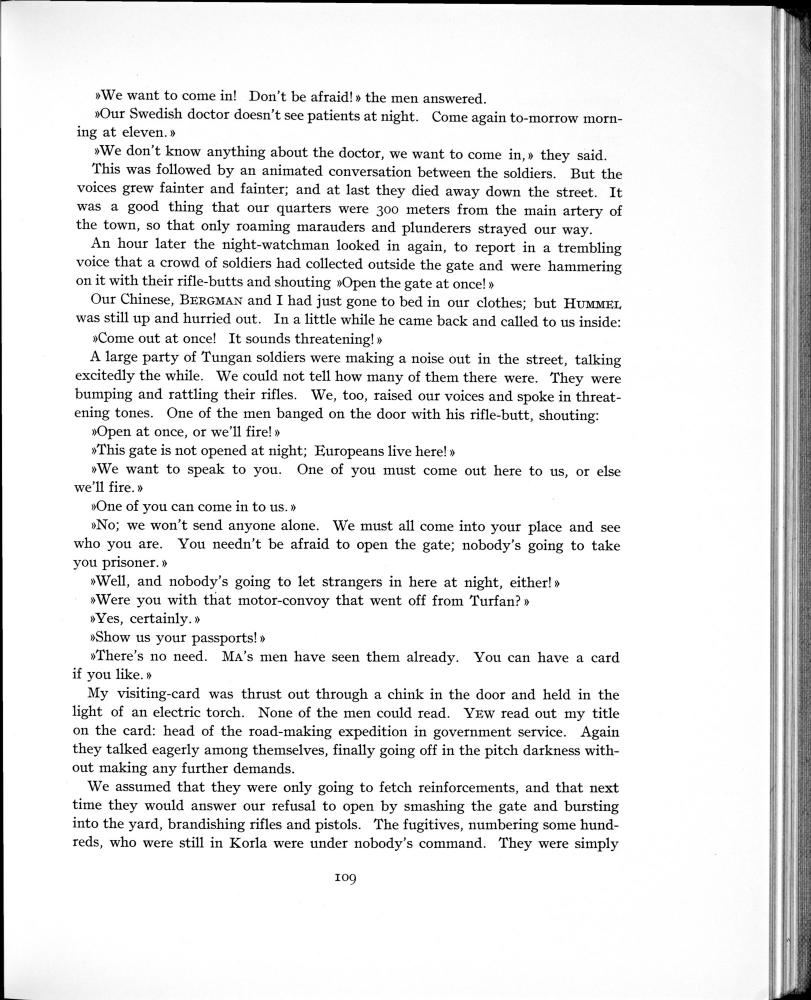 »We want to come in! Don't be afraid!» the men answered.
»Our Swedish doctor doesn't see patients at night. Come again to-morrow morn-
ing at eleven.»
»We don't know anything about the doctor, we want to come in,» they said.
This was followed by an animated conversation between the soldiers. But the
voices grew fainter and fainter; and at last they died away down the street. It
was a good thing that our quarters were 300 meters from the main artery of
the town, so that only roaming marauders and plunderers strayed our way.
An hour later the night-watchman looked in again, to report in a trembling
voice that a crowd of soldiers had collected outside the gate and were hammering
on it with their rifle-butts and shouting »Open the gate at once!»
Our Chinese, BERGMAN and I had just gone to bed in our clothes; but HUMMEL
was still up and hurried out. In a little while he came back and called to us inside:
»Come out at once! It sounds threatening!»
A large party of Tungan soldiers were making a noise out in the street, talking
excitedly the while. We could not tell how many of them there were. They were
bumping and rattling their rifles. We, too, raised our voices and spoke in threat-
ening tones. One of the men banged on the door with his rifle-butt, shouting:
»Open at once, or we'll fire!»
»This gate is not opened at night; Europeans live here!»
»We want to speak to you. One of you must come out here to us, or else
we'll fire.»
»One of you can come in to us.»
»No; we won't send anyone alone. We must all come into your place and see
who you are. You needn't be afraid to open the gate; nobody's going to take
you prisoner.»
»Well, and nobody's going to let strangers in here at night, either!»
»Were you with that motor-convoy that went off from Turfan?»
»Yes, certainly.»
»Show us your passports!»
»There's no need. MA's men have seen them already. You can have a card
if you like.»
My visiting-card was thrust out through a chink in the door and held in the
light of an electric torch. None of the men could read. YEW read out my title
on the card: head of the road-making expedition in government service. Again
they talked eagerly among themselves, finally going off in the pitch darkness with-
out making any further demands.
We assumed that they were only going to fetch reinforcements, and that next
time they would answer our refusal to open by smashing the gate and bursting
into the yard, brandishing rifles and pistols. The fugitives, numbering some hund-
reds, who were still in Korla were under nobody's command. They were simply
109